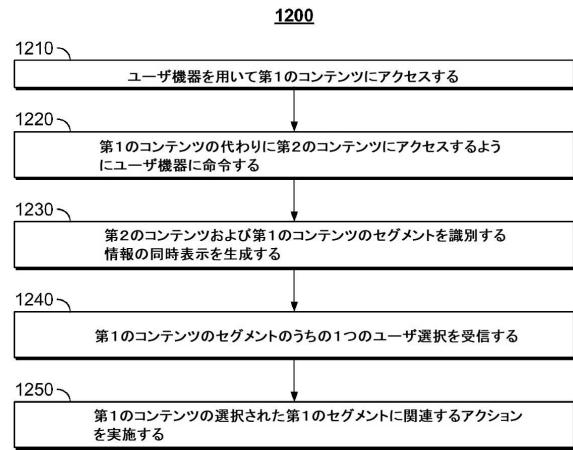 1200
1210
ユーザ機器を用いて第1のコンテンツにアクセスする
1220
第1のコンテンツの代わりに第2のコンテンツにアクセスするよう
にユーザ機器に命令する
1230
第2のコンテンツおよび第1のコンテンツのセグメントを識別する
情報の同時表示を生成する
1240
第1のコンテンツのセグメントのうちの1つのユーザ選択を受信する
1250
第1のコンテンツの選択された第1のセグメントに関連するアクション
を実施する